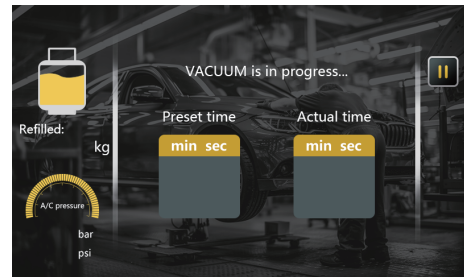 VACUUM is in progress...
Refilled:
kg
Preset time
Actual time
min sec
min sec
A/C pressure
bar
psi